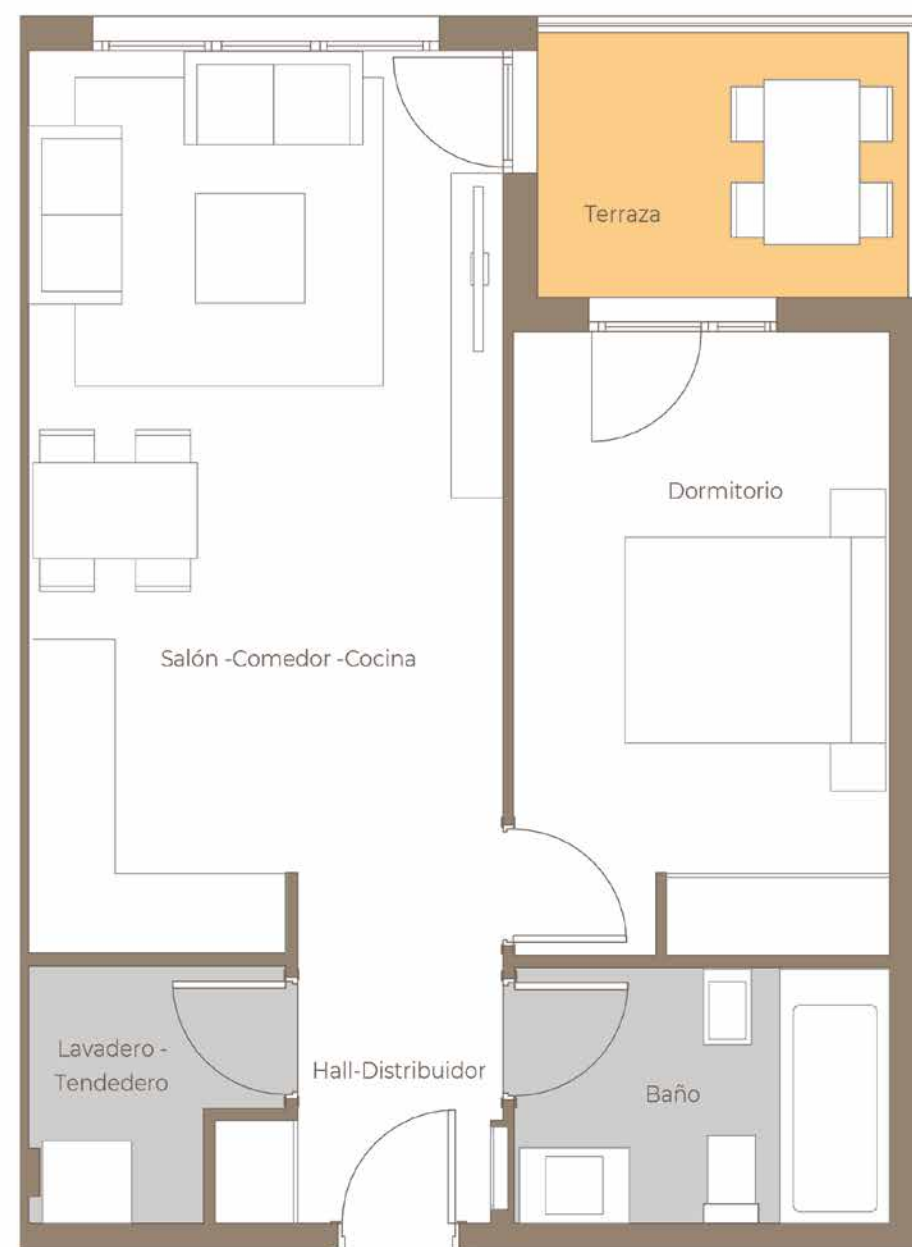 Terraza
Dormitorio
Salón -Comedor -Cocina
Lavadero -
Tendedero
Hall-Distribuidor
Baño